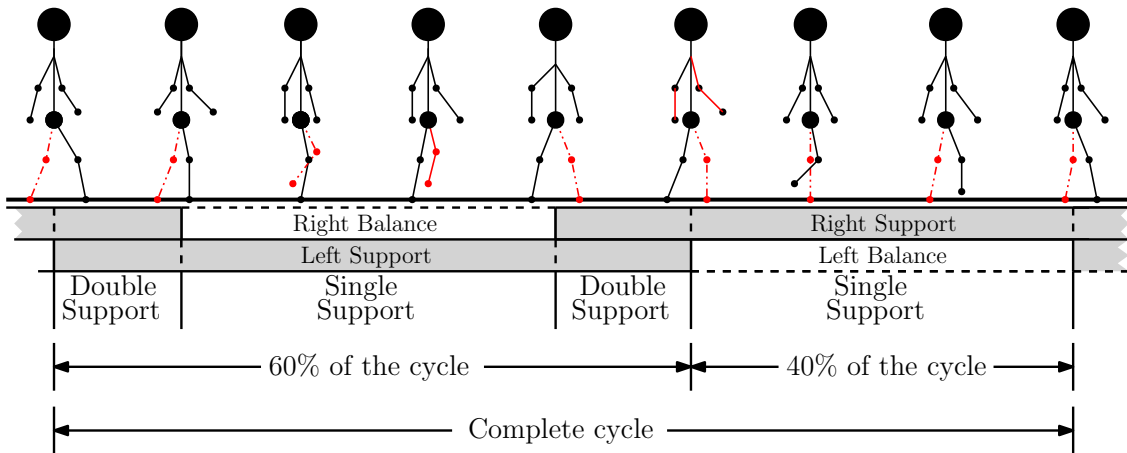 Right Balance
Right Support
Left Support
Left Balance
Double
Support
Single
Support
Double
Support
Single
Support
60% of the cycle
40% of the cycle
Complete cycle